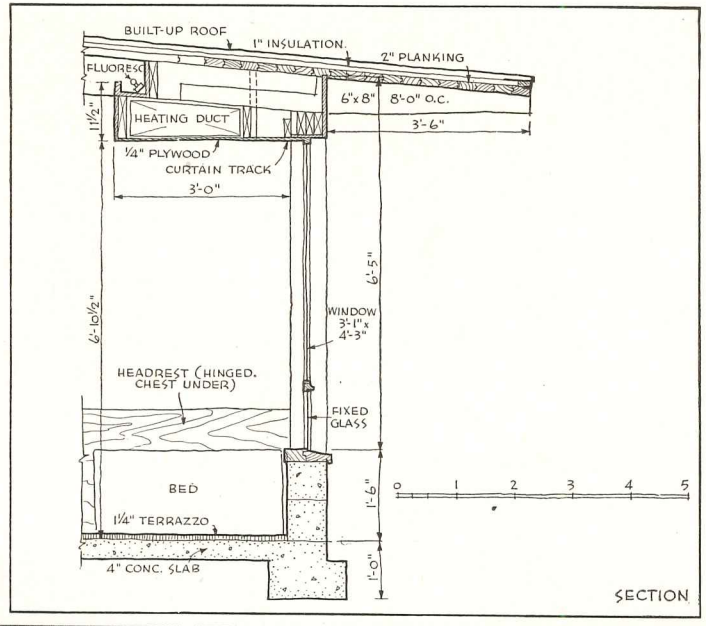 BUILT-UP ROOF
1" INSULATION.
2" PLANKING
FLUORESC
6"x8" 8'-0" O.C.
11 1/2"
HEATING DUCT
3'-6"
1/4" PLYWOOD
CURTAIN TRACK
3'-0"
6'-5"
6'-10 1/2"
WINDOW
3'-1" x
4'-3"
HEADREST (HINGED.
CHEST UNDER)
FIXED
GLASS
BED
1'-6"
0 1 2 3 4 5
1 1/4" TERRAZZO
4" CONC. SLAB
1'-0"
SECTION